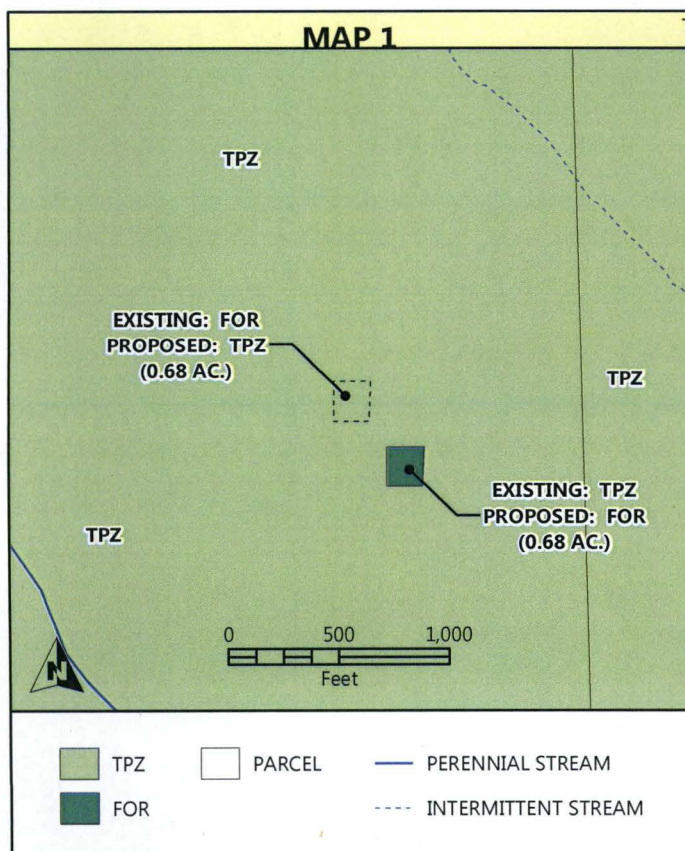 MAP 1
TPZ
EXISTING: FOR
PROPOSED: TPZ
(0.68 AC.)
TPZ
EXISTING: TPZ
PROPOSED: FOR
(0.68 AC.)
TPZ
0 500 1,000
Feet
N
TPZ
PARCEL
PERENNIAL STREAM
FOR
INTERMITTENT STREAM